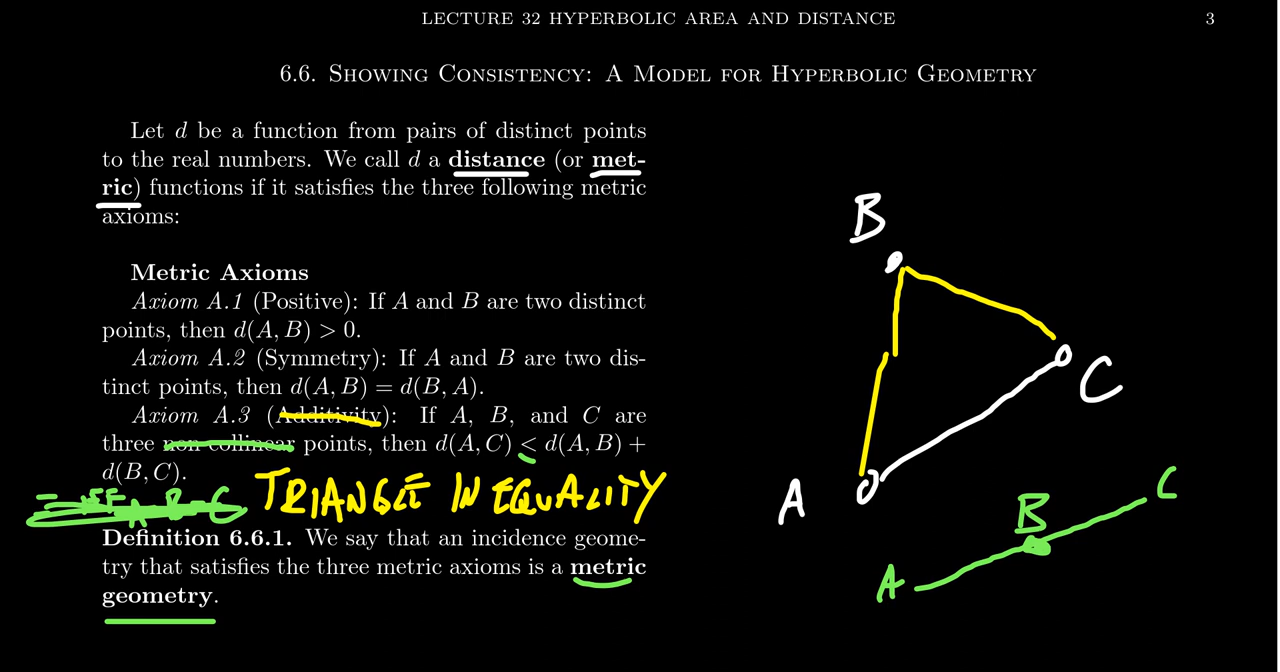 LECTURE 32 HYPERBOLIC AREA AND DISTANCE 3
6.6. Showing Consistency: A Model for Hyperbolic Geometry
Let d be a function from pairs of distinct points
to the real numbers. We call d a distance (or met-
ric) functions if it satisfies the three following metric
axioms:
Metric Axioms
Axiom A.1 (Positive): If A and B are two distinct
points, then d(A, B) > 0.
Axiom A.2 (Symmetry): If A and B are two dis-
tinct points, then d(A, B) = d(B, A).
Axiom A.3 (Additivity): If A, B, and C are
three non-collinear points, then d(A, C) < d(A, B) +
d(B, C).
= IFF A - B - C
TRIANGLE INEQUALITY
Definition 6.6.1. We say that an incidence geome-
try that satisfies the three metric axioms is a metric
geometry.
B
C
A
C
B
A